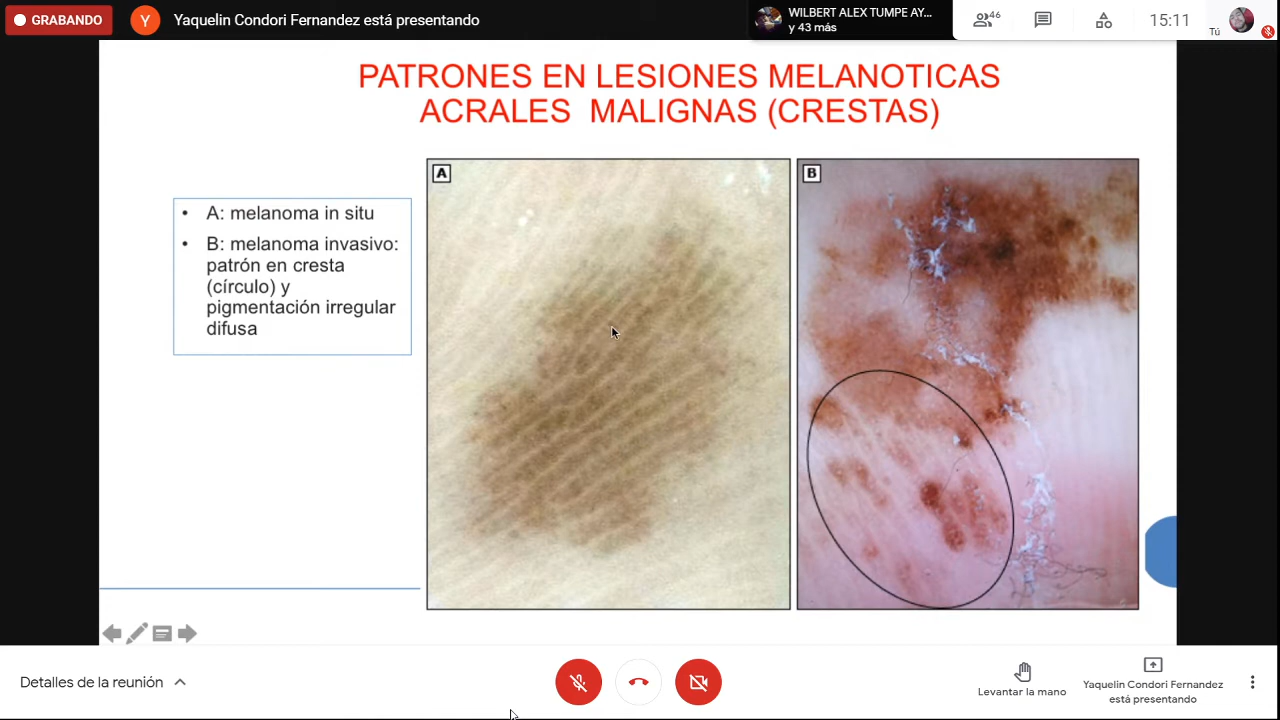 GRABANDO
Y
Yaquelin Condori Fernandez está presentando
WILBERT ALEX TUMPE AY...
y 43 más
46
15:11
Tú
PATRONES EN LESIONES MELANOTICAS
ACRALES MALIGNAS (CRESTAS)
• A: melanoma in situ
• B: melanoma invasivo:
patrón en cresta
(círculo) y
pigmentación irregular
difusa
A
B
Detalles de la reunión
Levantar la mano
Yaquelin Condori Fernandez
está presentando